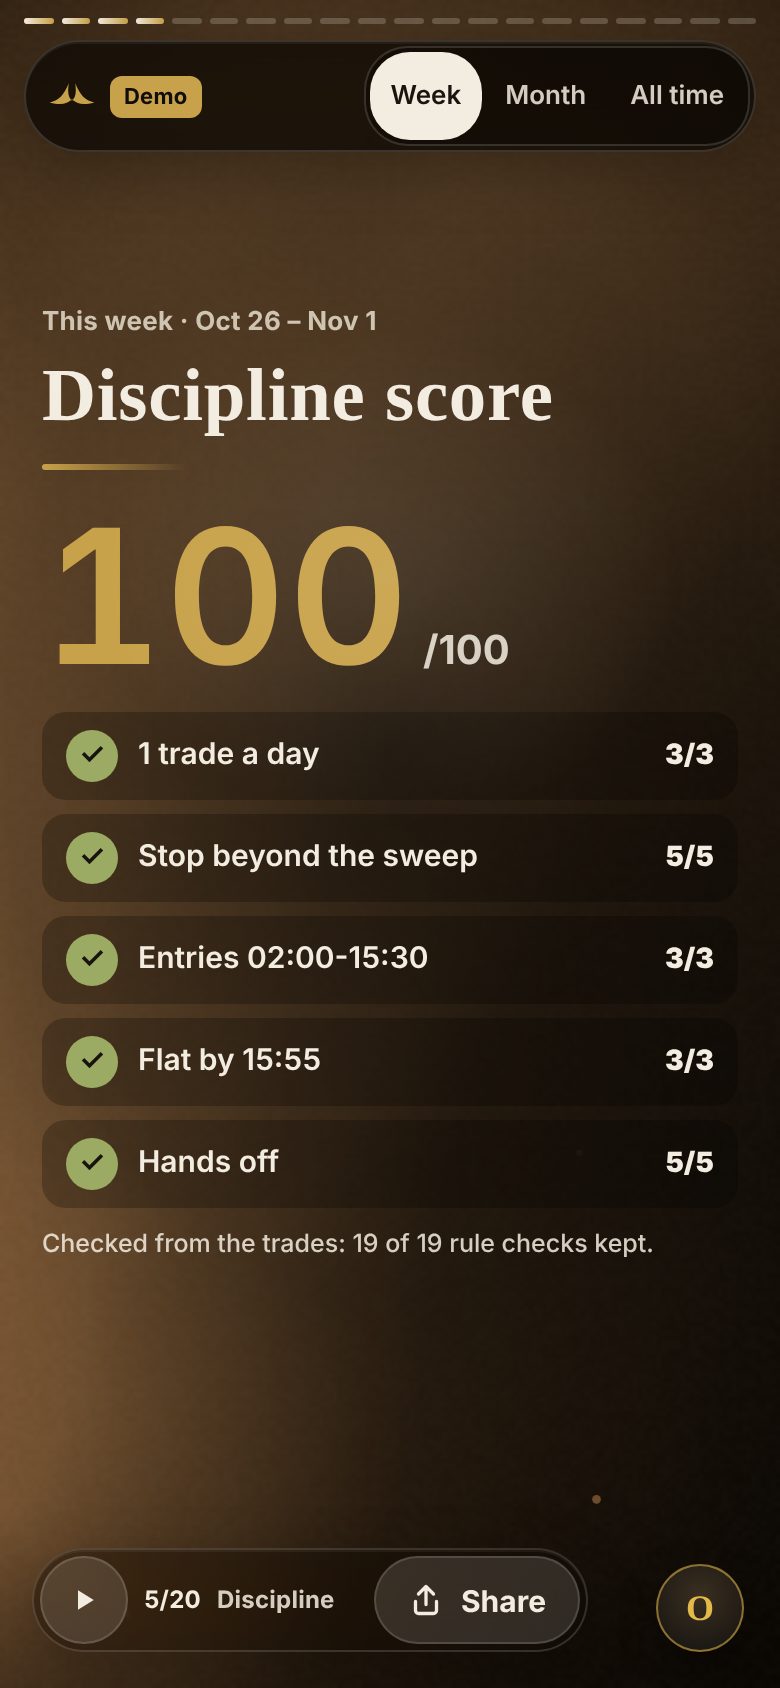 Demo
Week Month All time
This week · Oct 26 – Nov 1
Discipline score
100 /100
1 trade a day 3/3
Stop beyond the sweep 5/5
Entries 02:00-15:30 3/3
Flat by 15:55 3/3
Hands off 5/5
Checked from the trades: 19 of 19 rule checks kept.
5/20 Discipline Share O